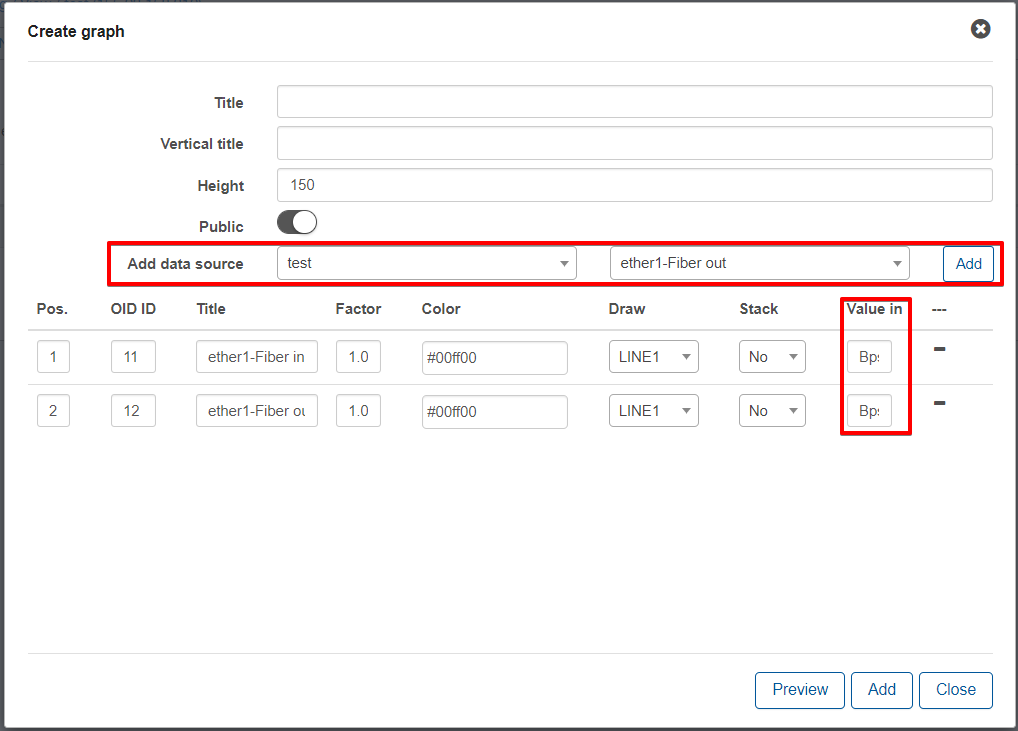 Create graph
Title
Vertical title
Height 150
Public
Add data source test ether1-Fiber out Add
Pos. OID ID Title Factor Color Draw Stack Value in ---
1 11 ether1-Fiber in 1.0 #00ff00 LINE1 No Bps
2 12 ether1-Fiber ou 1.0 #00ff00 LINE1 No Bps
Preview Add Close